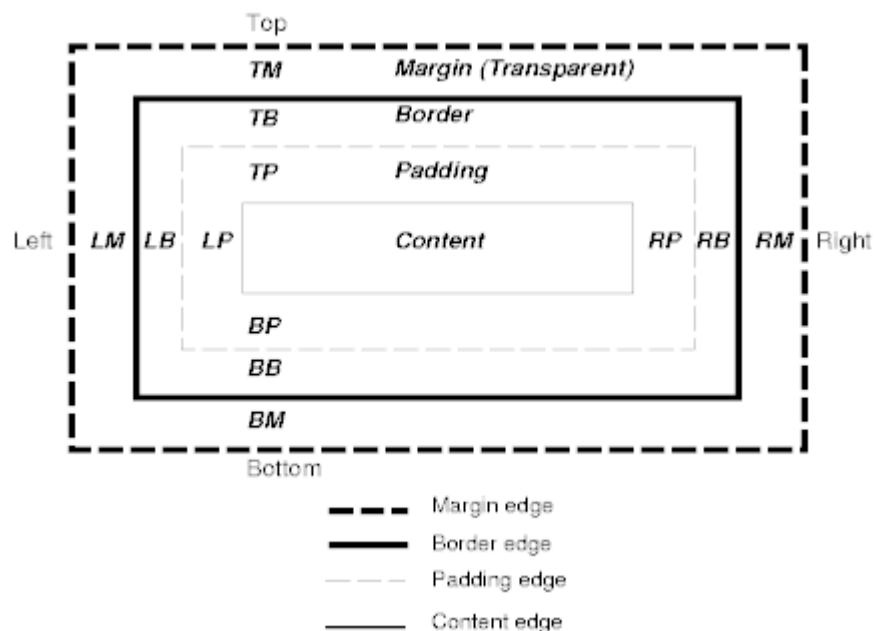 Top
TM Margin (Transparent)
TB Border
TP Padding
Left LM LB LP Content RP RB RM Right
BP
BB
BM
Bottom
Margin edge
Border edge
Padding edge
Content edge